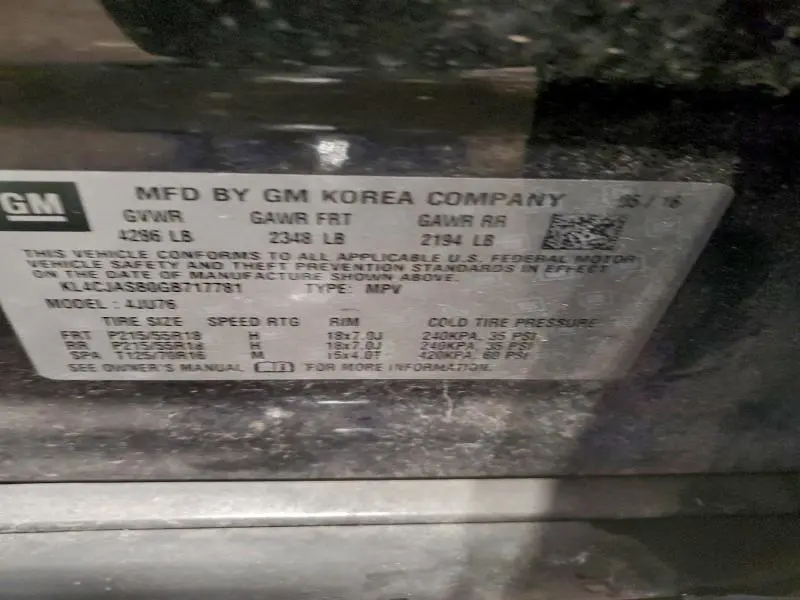 GM
MFD BY GM KOREA COMPANY 05/16
GVWR GAWR FRT GAWR RR
4286 LB 2348 LB 2194 LB
THIS VEHICLE CONFORMS TO ALL APPLICABLE U.S. FEDERAL MOTOR
VEHICLE SAFETY AND THEFT PREVENTION STANDARDS IN EFFECT
ON THE DATE OF MANUFACTURE SHOWN ABOVE.
TYPE: MPV
MODEL: 4JU76
TIRE SIZE SPEED RTG RIM COLD TIRE PRESSURE
FRT P215/55R18 H 18x7.0J 240KPA, 35 PSI
RR P215/55R18 H 18x7.0J 240KPA, 35 PSI
SPA T125/70R16 M 420KPA, 60 PSI
SEE OWNER'S MANUAL FOR MORE INFORMATION.